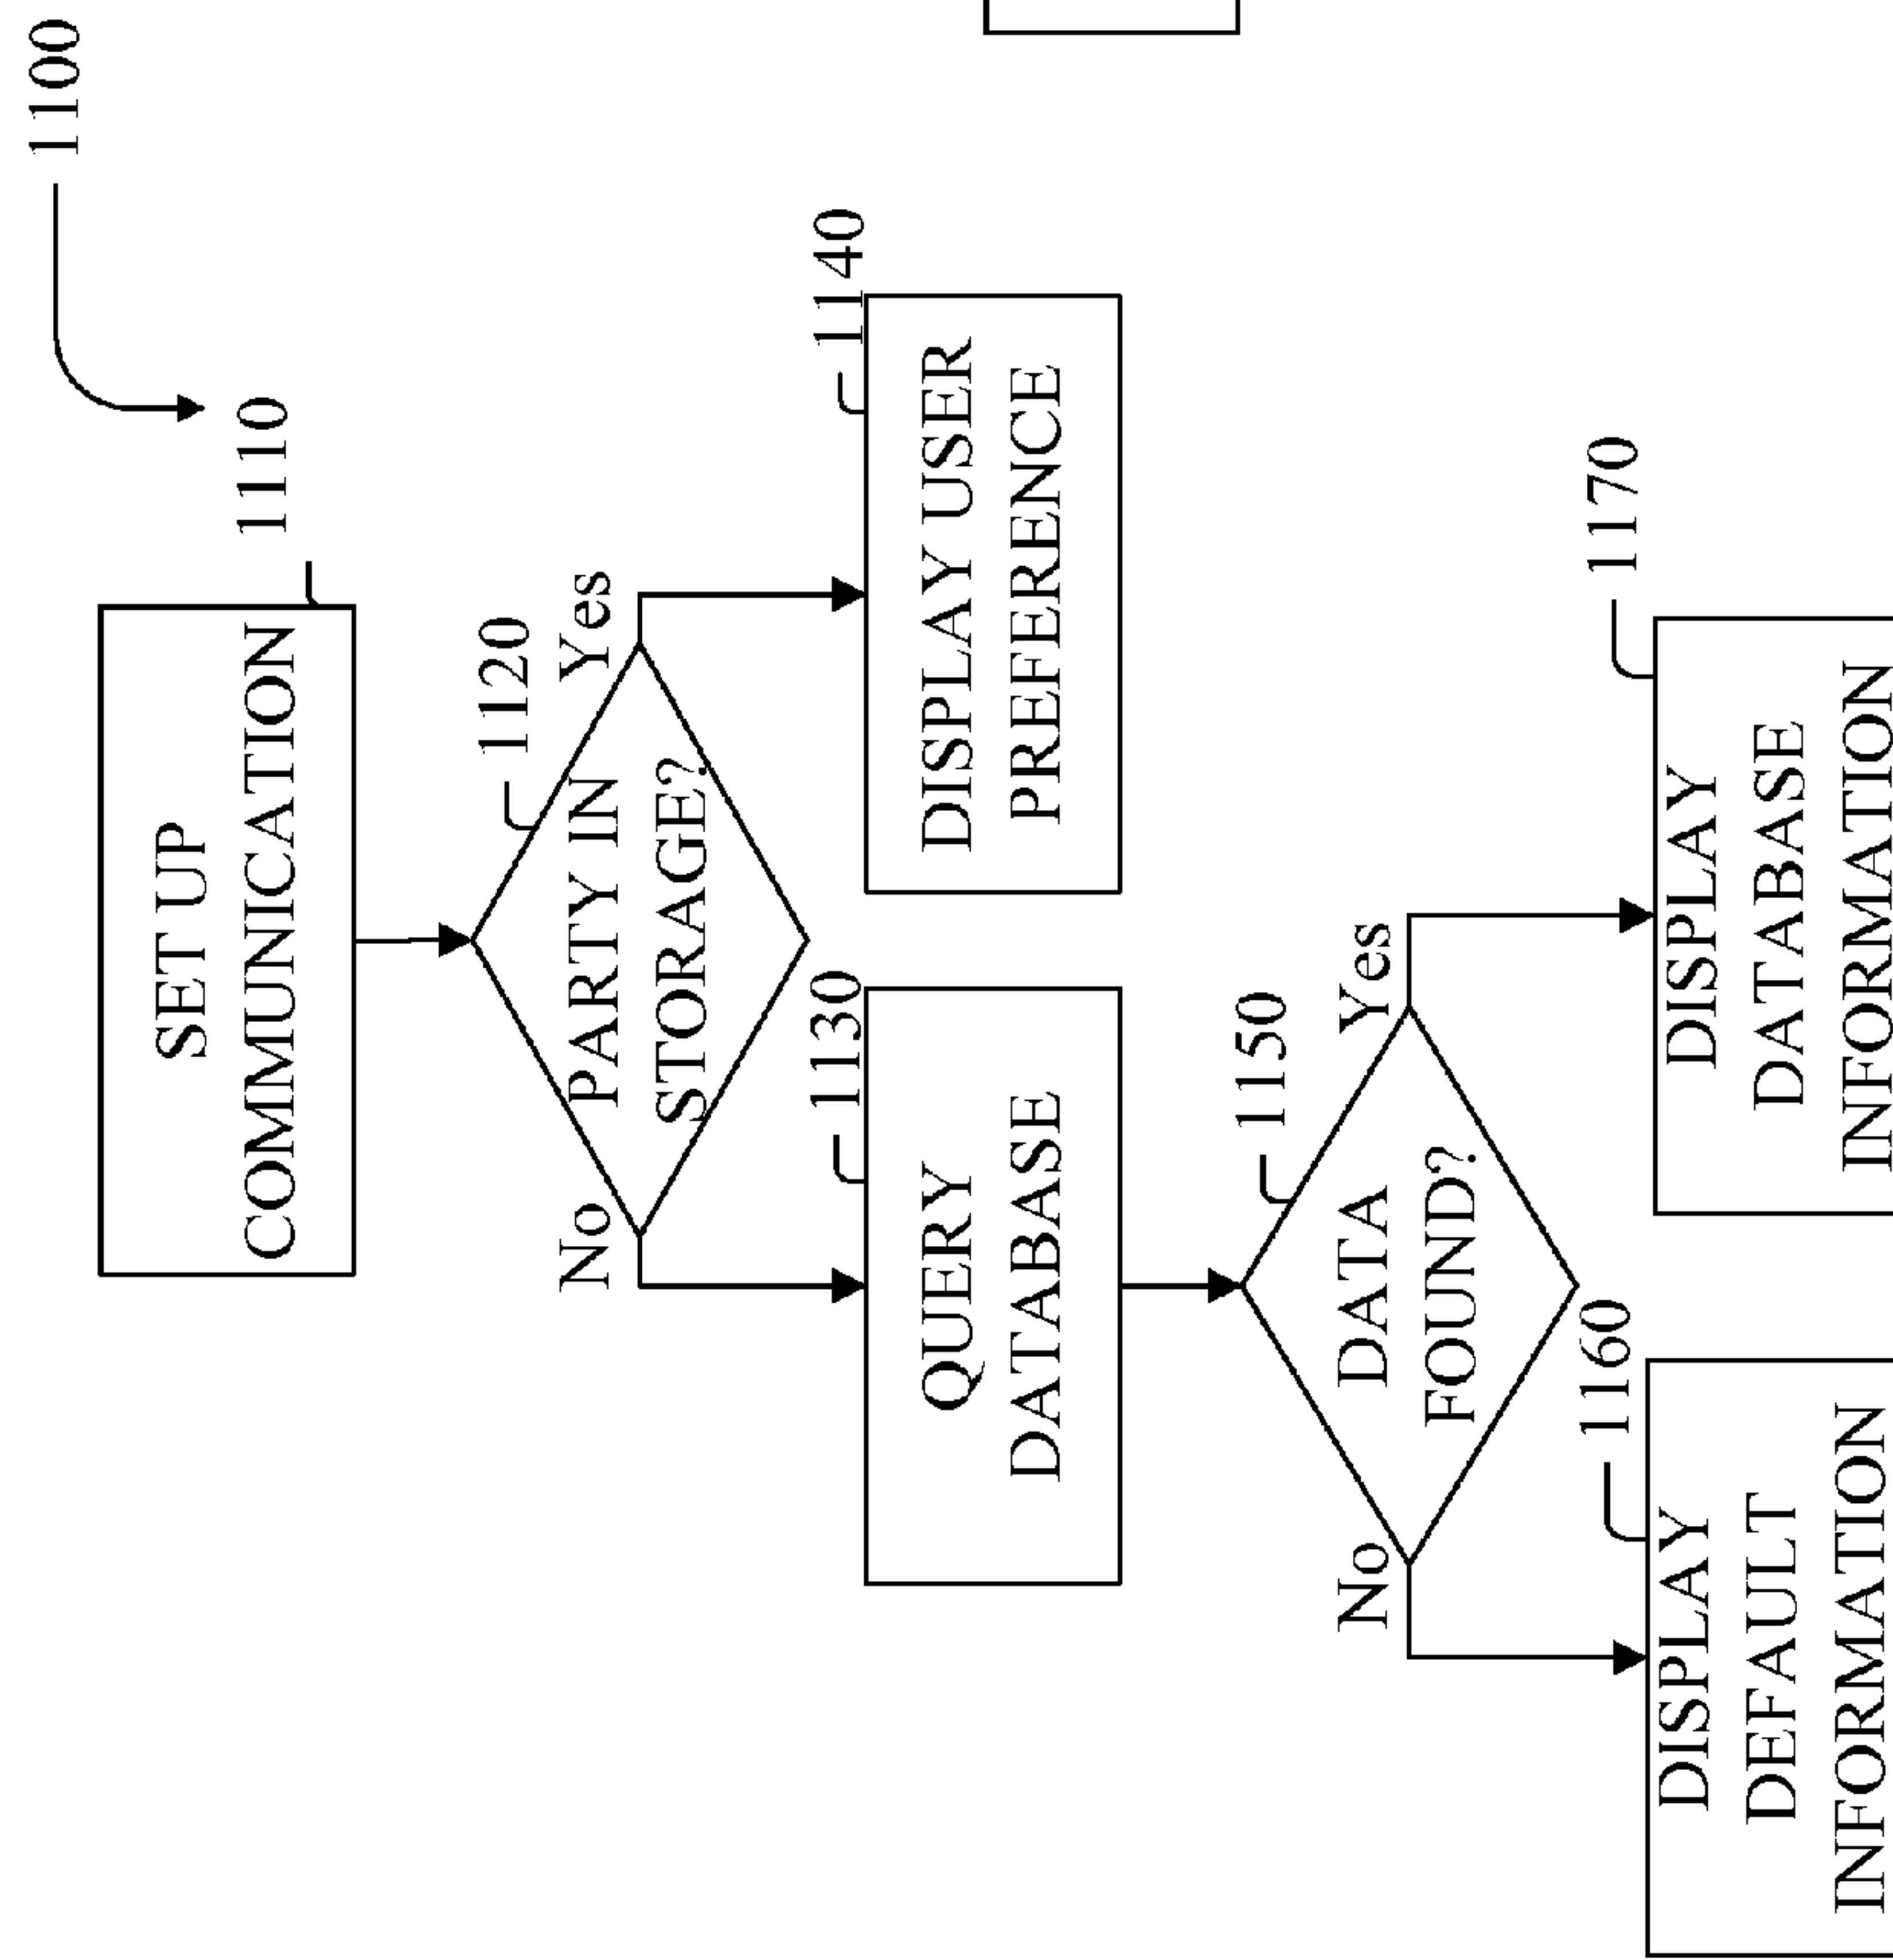 1100
1110
SET UP
COMMUNICATION
1120
No
Yes
PARTY IN
STORAGE?
1130
1140
QUERY
DATABASE
DISPLAY USER
PREFERENCE
1150
No
Yes
DATA
FOUND?
1160
1170
DISPLAY
DEFAULT
INFORMATION
DISPLAY
DATABASE
INFORMATION